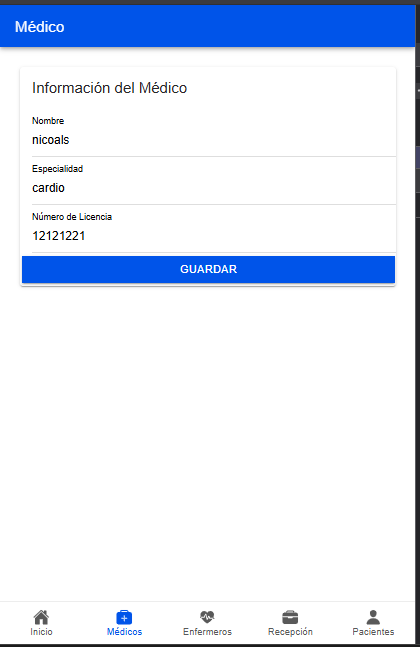 Médico
Información del Médico
Nombre
nicoals
Especialidad
cardio
Número de Licencia
12121221
GUARDAR
Inicio
Médicos
Enfermeros
Recepción
Pacientes